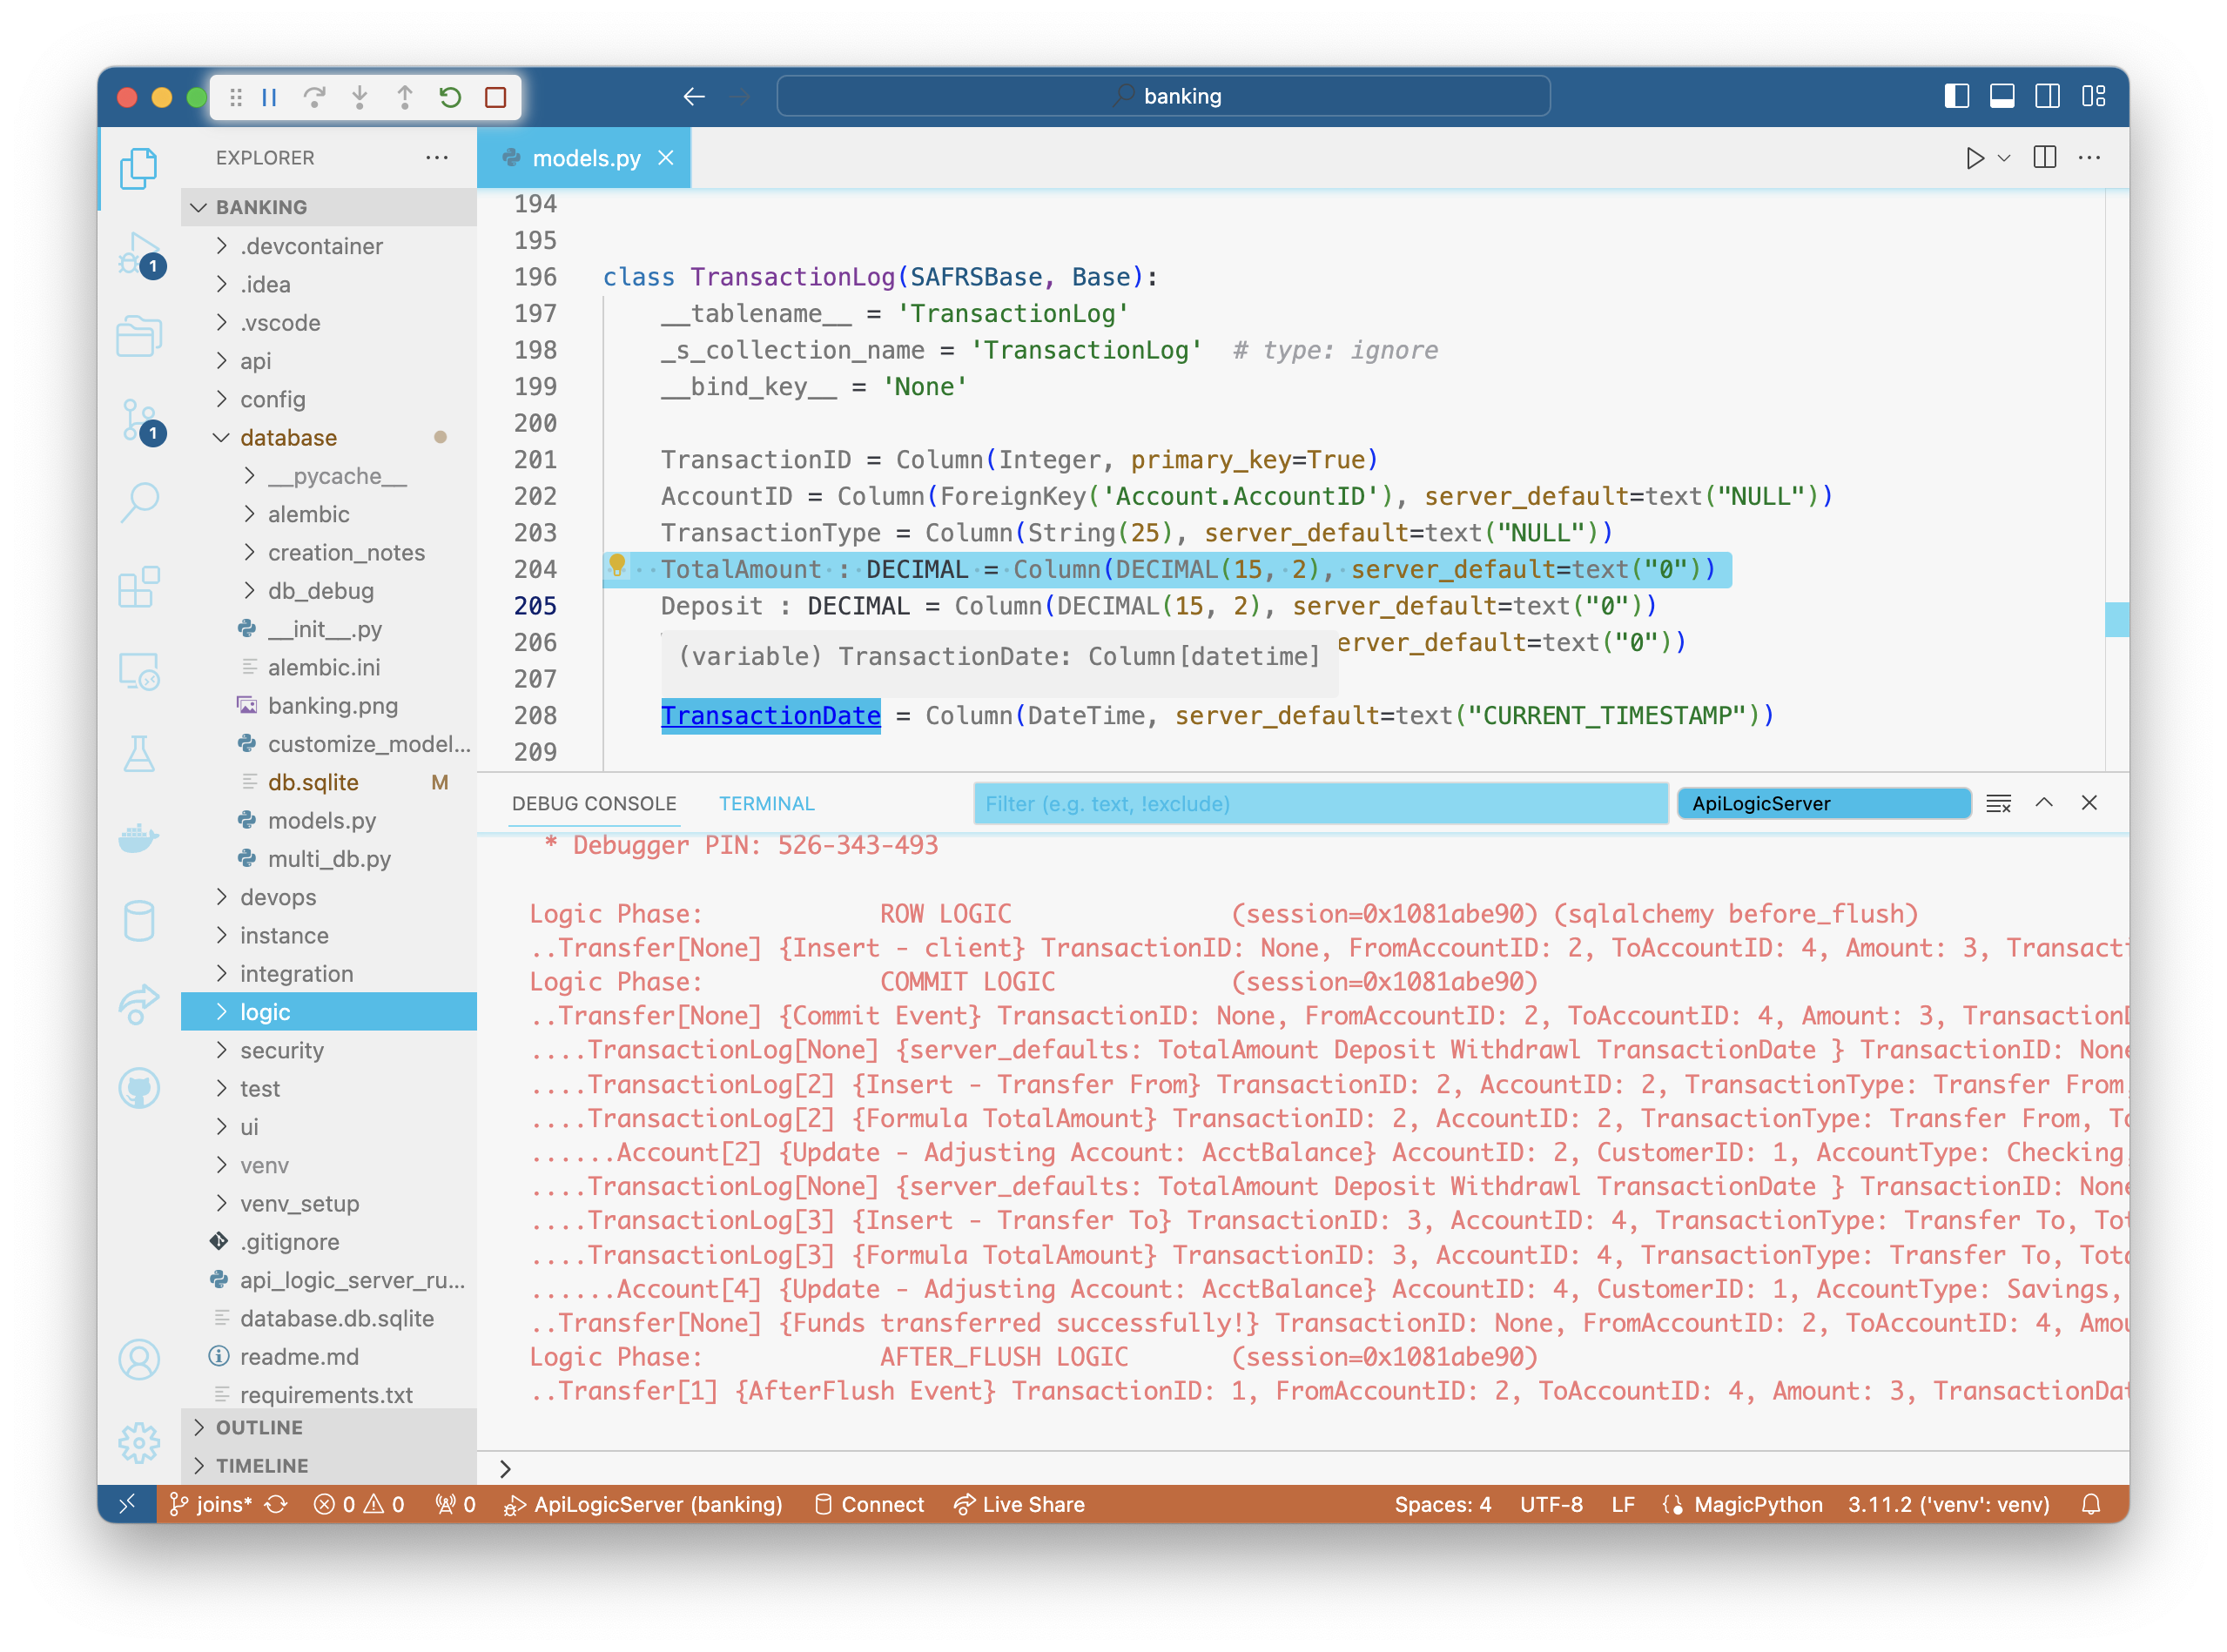 banking
EXPLORER
BANKING
.devcontainer
.idea
.vscode
api
config
database
__pycache__
alembic
creation_notes
db_debug
__init__.py
alembic.ini
banking.png
customize_model...
db.sqlite M
models.py
multi_db.py
devops
instance
integration
logic
security
test
ui
venv
venv_setup
.gitignore
api_logic_server_ru...
database.db.sqlite
readme.md
requirements.txt
OUTLINE
TIMELINE
1
1
models.py
194
195
196 class TransactionLog(SAFRSBase, Base):
197 __tablename__ = 'TransactionLog'
198 _s_collection_name = 'TransactionLog'  # type: ignore
199 __bind_key__ = 'None'
200
201 TransactionID = Column(Integer, primary_key=True)
202 AccountID = Column(ForeignKey('Account.AccountID'), server_default=text("NULL"))
203 TransactionType = Column(String(25), server_default=text("NULL"))
204 TotalAmount : DECIMAL = Column(DECIMAL(15, 2), server_default=text("0"))
205 Deposit : DECIMAL = Column(DECIMAL(15, 2), server_default=text("0"))
206 erver_default=text("0"))
(variable) TransactionDate: Column[datetime]
207
208 TransactionDate = Column(DateTime, server_default=text("CURRENT_TIMESTAMP"))
209
DEBUG CONSOLE TERMINAL Filter (e.g. text, !exclude) ApiLogicServer
* Debugger PIN: 526-343-493
Logic Phase: ROW LOGIC (session=0x1081abe90) (sqlalchemy before_flush)
..Transfer[None] {Insert - client} TransactionID: None, FromAccountID: 2, ToAccountID: 4, Amount: 3, Transacti
Logic Phase: COMMIT LOGIC (session=0x1081abe90)
..Transfer[None] {Commit Event} TransactionID: None, FromAccountID: 2, ToAccountID: 4, Amount: 3, TransactionD
....TransactionLog[None] {server_defaults: TotalAmount Deposit Withdrawl TransactionDate } TransactionID: None
....TransactionLog[2] {Insert - Transfer From} TransactionID: 2, AccountID: 2, TransactionType: Transfer From,
....TransactionLog[2] {Formula TotalAmount} TransactionID: 2, AccountID: 2, TransactionType: Transfer From, To
......Account[2] {Update - Adjusting Account: AcctBalance} AccountID: 2, CustomerID: 1, AccountType: Checking,
....TransactionLog[None] {server_defaults: TotalAmount Deposit Withdrawl TransactionDate } TransactionID: None
....TransactionLog[3] {Insert - Transfer To} TransactionID: 3, AccountID: 4, TransactionType: Transfer To, Tot
....TransactionLog[3] {Formula TotalAmount} TransactionID: 3, AccountID: 4, TransactionType: Transfer To, Tota
......Account[4] {Update - Adjusting Account: AcctBalance} AccountID: 4, CustomerID: 1, AccountType: Savings,
..Transfer[None] {Funds transferred successfully!} TransactionID: None, FromAccountID: 2, ToAccountID: 4, Amou
Logic Phase: AFTER_FLUSH LOGIC (session=0x1081abe90)
..Transfer[1] {AfterFlush Event} TransactionID: 1, FromAccountID: 2, ToAccountID: 4, Amount: 3, TransactionDat
joins* 0 0 0 ApiLogicServer (banking) Connect Live Share Spaces: 4 UTF-8 LF MagicPython 3.11.2 ('venv': venv)